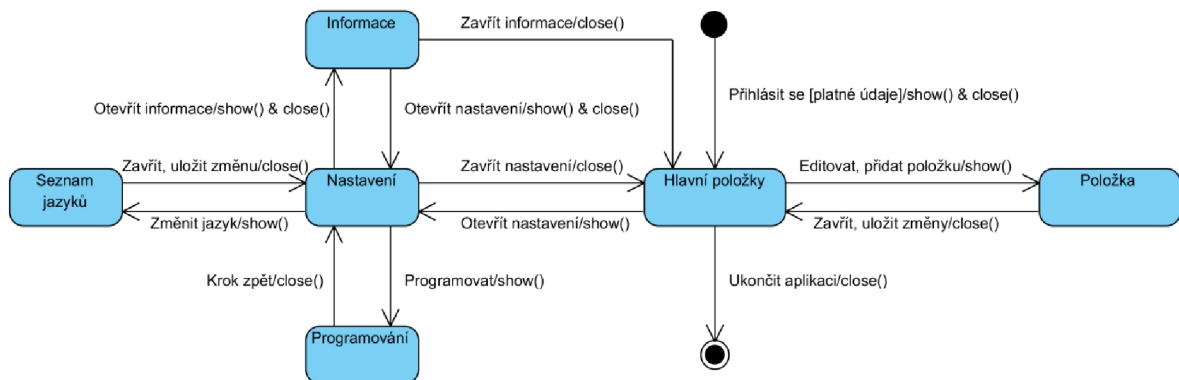 Informace
Zavřít informace/close()
Otevřít informace/show() & close()
Otevřít nastavení/show() & close()
Přihlásit se [platné údaje]/show() & close()
Seznam
jazyků
Zavřít, uložit změnu/close()
Nastavení
Zavřít nastavení/close()
Hlavní položky
Editovat, přidat položku/show()
Položka
Změnit jazyk/show()
Otevřít nastavení/show()
Zavřít, uložit změny/close()
Krok zpět/close()
Programovat/show()
Ukončit aplikaci/close()
Programování